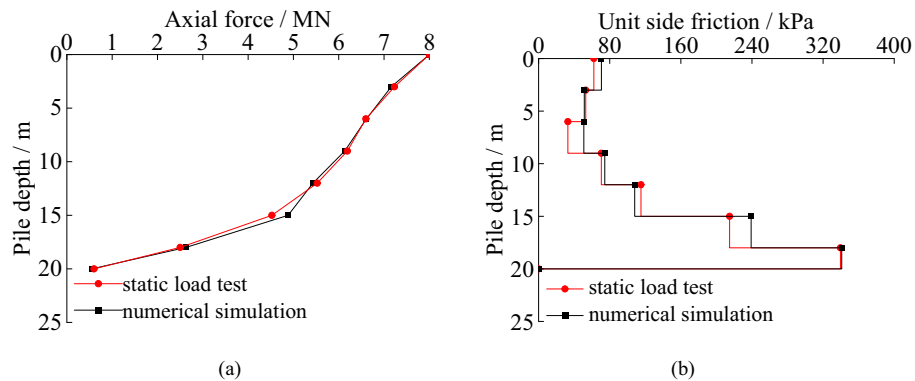 Axial force / MN
0 1 2 3 4 5 6 7 8
0
5
10
15
20
25
Pile depth / m
static load test
numerical simulation
(a)
Unit side friction / kPa
0 80 160 240 320 400
0
5
10
15
20
25
Pile depth / m
static load test
numerical simulation
(b)